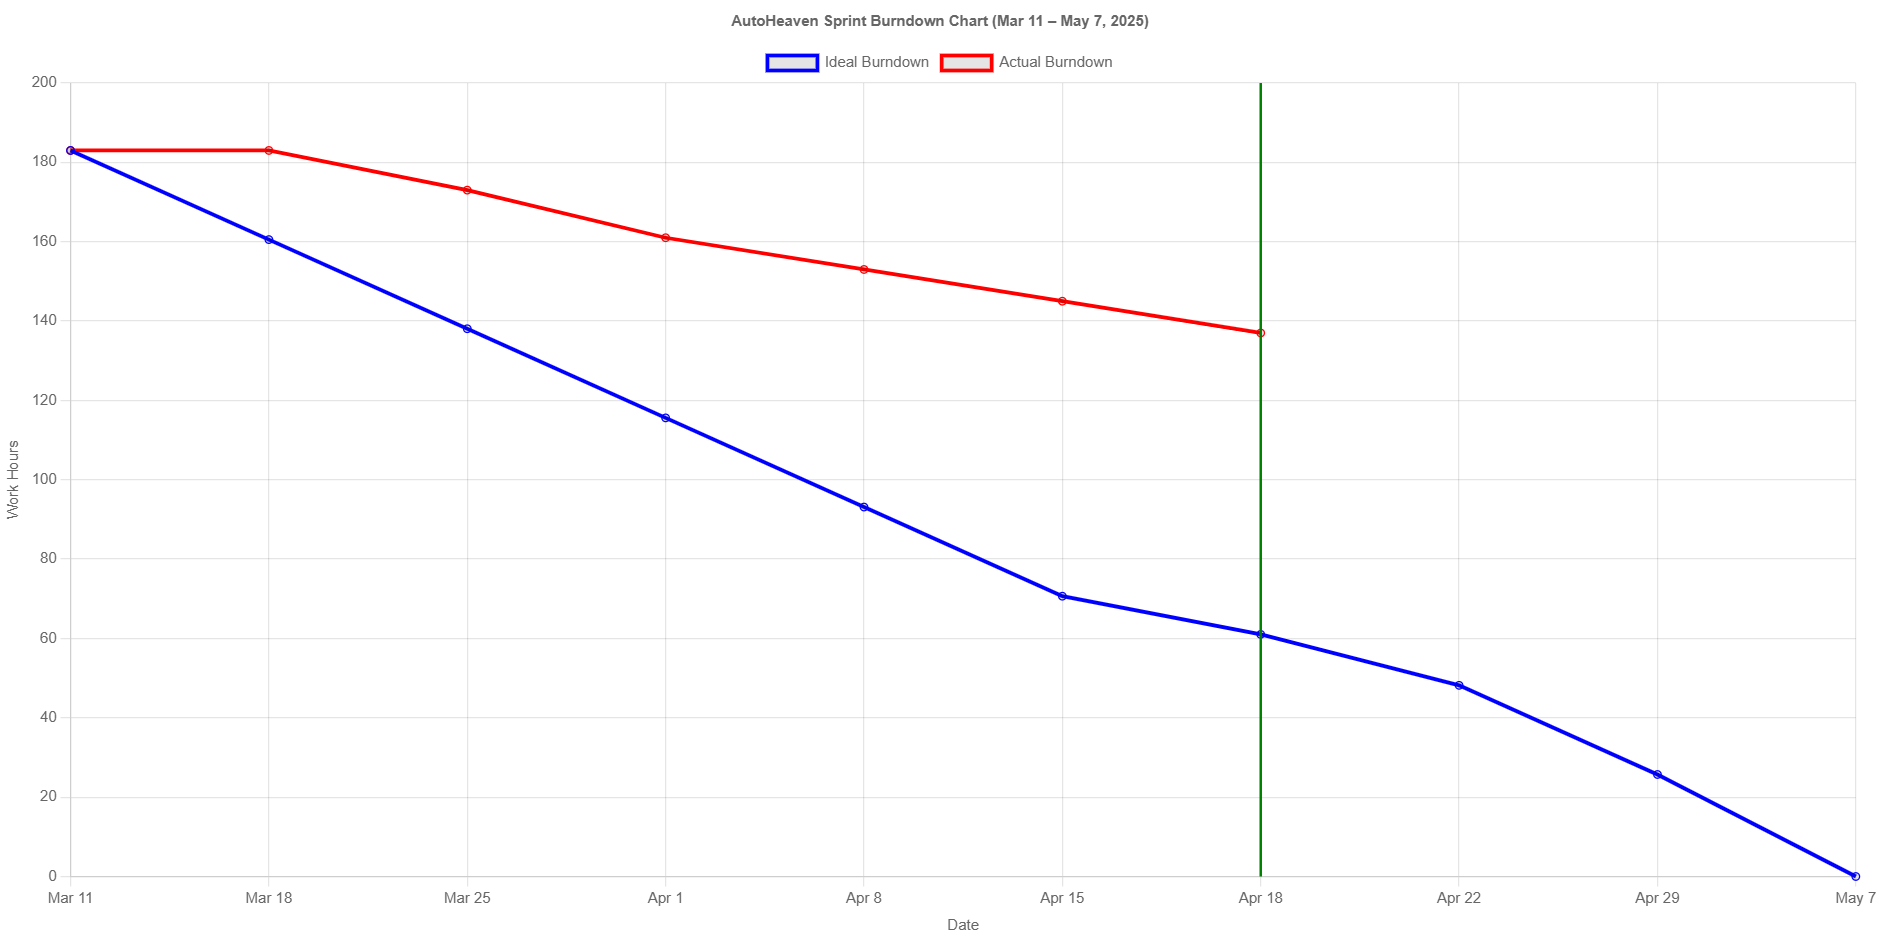 AutoHeaven Sprint Burndown Chart (Mar 11 – May 7, 2025)
Ideal Burndown
Actual Burndown
200
180
160
140
120
100
80
60
40
20
0
Work Hours
Mar 11
Mar 18
Mar 25
Apr 1
Apr 8
Apr 15
Apr 18
Apr 22
Apr 29
May 7
Date